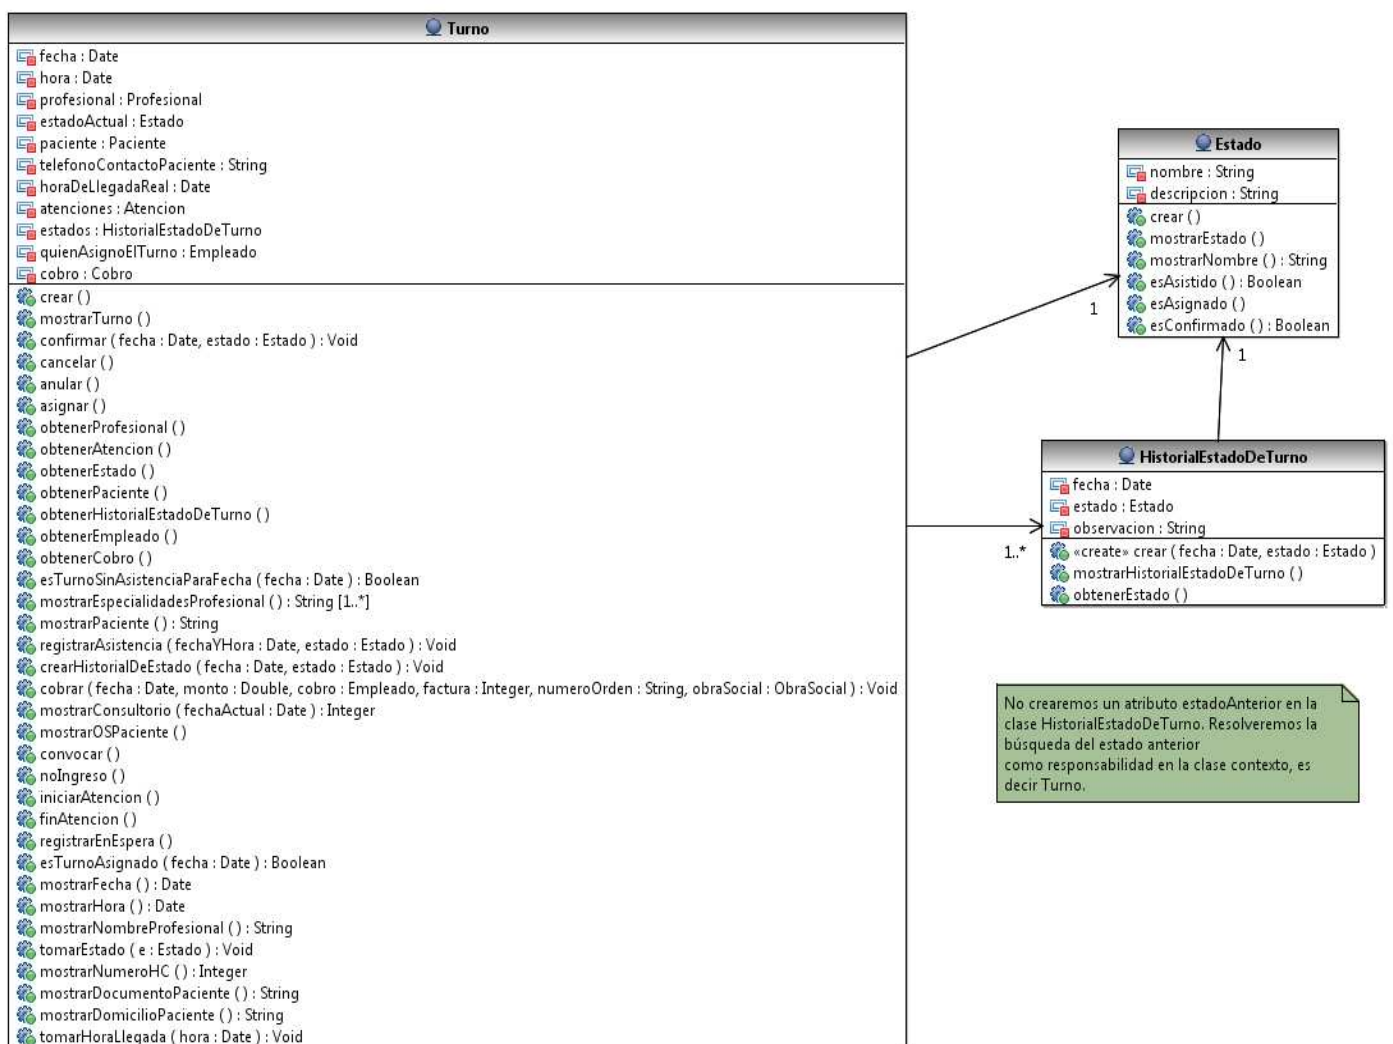 Turno
fecha : Date
hora : Date
profesional : Profesional
estadoActual : Estado
paciente : Paciente
telefonoContactoPaciente : String
horaDeLlegadaReal : Date
atenciones : Atencion
estados : HistorialEstadoDeTurno
quienAsignoElTurno : Empleado
cobro : Cobro
crear ( )
mostrarTurno ( )
confirmar ( fecha : Date, estado : Estado ) : Void
cancelar ( )
anular ( )
asignar ( )
obtenerProfesional ( )
obtenerAtencion ( )
obtenerEstado ( )
obtenerPaciente ( )
obtenerHistorialEstadoDeTurno ( )
obtenerEmpleado ( )
obtenerCobro ( )
esTurnoSinAsistenciaParaFecha ( fecha : Date ) : Boolean
mostrarEspecialidadesProfesional ( ) : String [1..*]
mostrarPaciente ( ) : String
registrarAsistencia ( fechaYHora : Date, estado : Estado ) : Void
crearHistorialDeEstado ( fecha : Date, estado : Estado ) : Void
cobrar ( fecha : Date, monto : Double, cobro : Empleado, factura : Integer, numeroOrden : String, obraSocial : ObraSocial ) : Void
mostrarConsultorio ( fechaActual : Date ) : Integer
mostrarOSPaciente ( )
convocar ( )
noIngreso ( )
iniciarAtencion ( )
finAtencion ( )
registrarEnEspera ( )
esTurnoAsignado ( fecha : Date ) : Boolean
mostrarFecha ( ) : Date
mostrarHora ( ) : Date
mostrarNombreProfesional ( ) : String
tomarEstado ( e : Estado ) : Void
mostrarNumeroHC ( ) : Integer
mostrarDocumentoPaciente ( ) : String
mostrarDomicilioPaciente ( ) : String
tomarHoraLlegada ( hora : Date ) : Void
Estado
nombre : String
descripcion : String
crear ( )
mostrarEstado ( )
mostrarNombre ( ) : String
esAsistido ( ) : Boolean
esAsignado ( )
esConfirmado ( ) : Boolean
1
1
HistorialEstadoDeTurno
fecha : Date
estado : Estado
observacion : String
«create» crear ( fecha : Date, estado : Estado )
mostrarHistorialEstadoDeTurno ( )
obtenerEstado ( )
1..*
No crearemos un atributo estadoAnterior en la
clase HistorialEstadoDeTurno. Resolveremos la
búsqueda del estado anterior
como responsabilidad en la clase contexto, es
decir Turno.